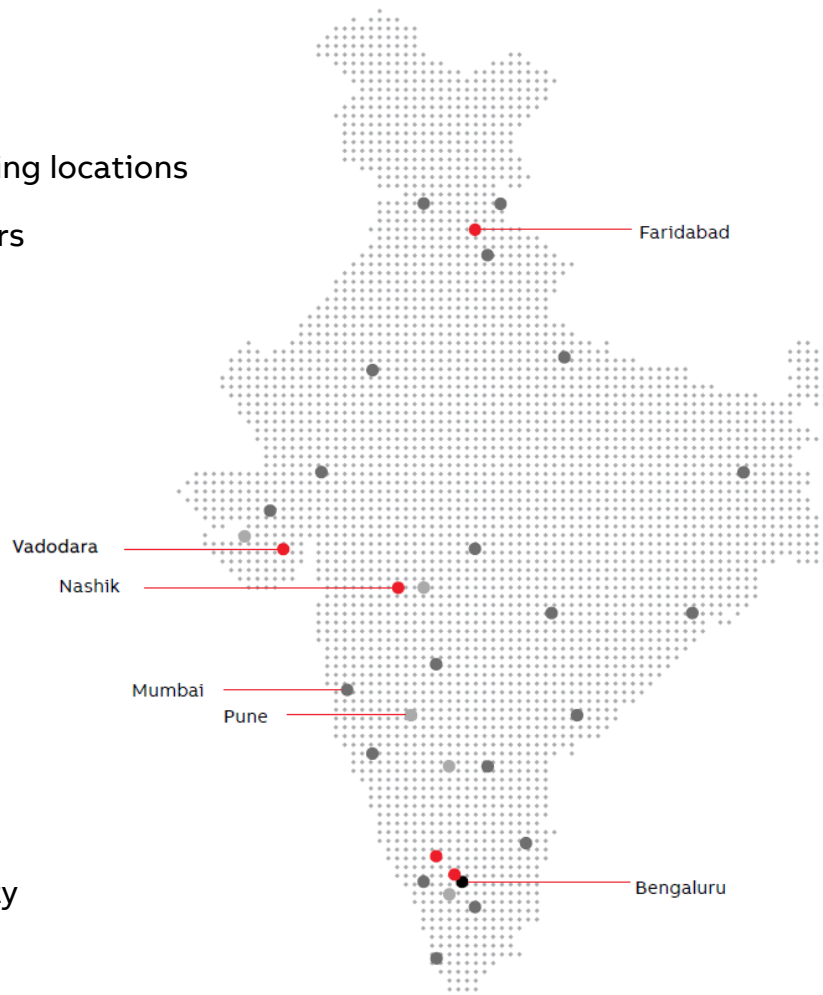 ing locations
rs
Faridabad
Vadodara
Nashik
Mumbai
Pune
y
Bengaluru